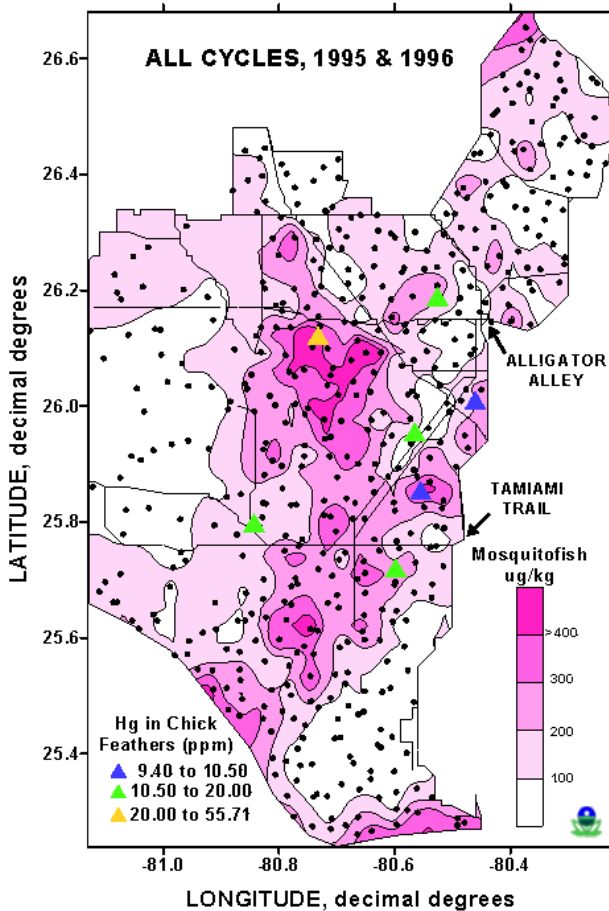 ALL CYCLES, 1995 & 1996
26.6
26.4
26.2
26.0
25.8
25.6
25.4
LATITUDE, decimal degrees
ALLIGATOR
ALLEY
TAMIAMI
TRAIL
Mosquitofish
ug/kg
>400
300
200
100
Hg in Chick
Feathers (ppm)
9.40 to 10.50
10.50 to 20.00
20.00 to 55.71
-81.0
-80.8
-80.6
-80.4
LONGITUDE, decimal degrees